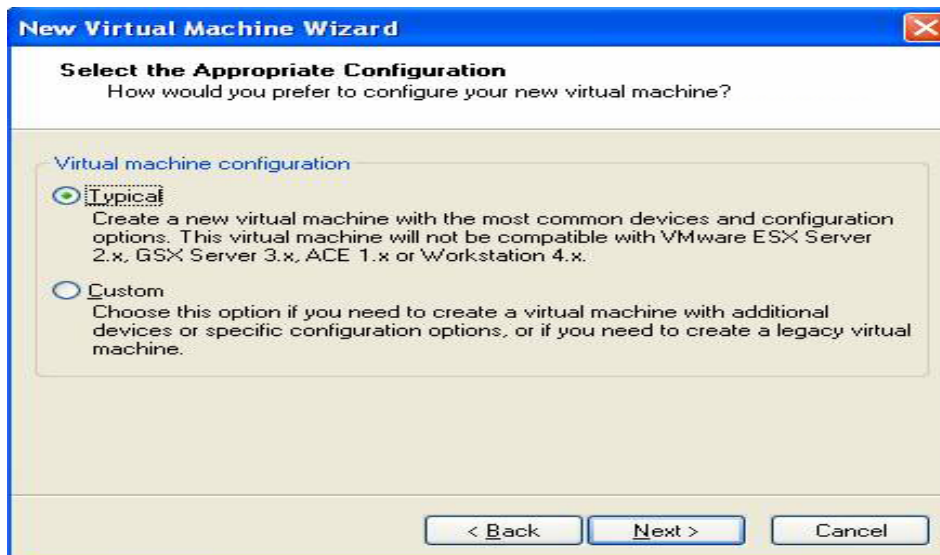 New Virtual Machine Wizard
Select the Appropriate Configuration
How would you prefer to configure your new virtual machine?
Virtual machine configuration
Typical
Create a new virtual machine with the most common devices and configuration
options. This virtual machine will not be compatible with VMware ESX Server
2.x, GSX Server 3.x, ACE 1.x or Workstation 4.x.
Custom
Choose this option if you need to create a virtual machine with additional
devices or specific configuration options, or if you need to create a legacy virtual
machine.
< Back Next > Cancel